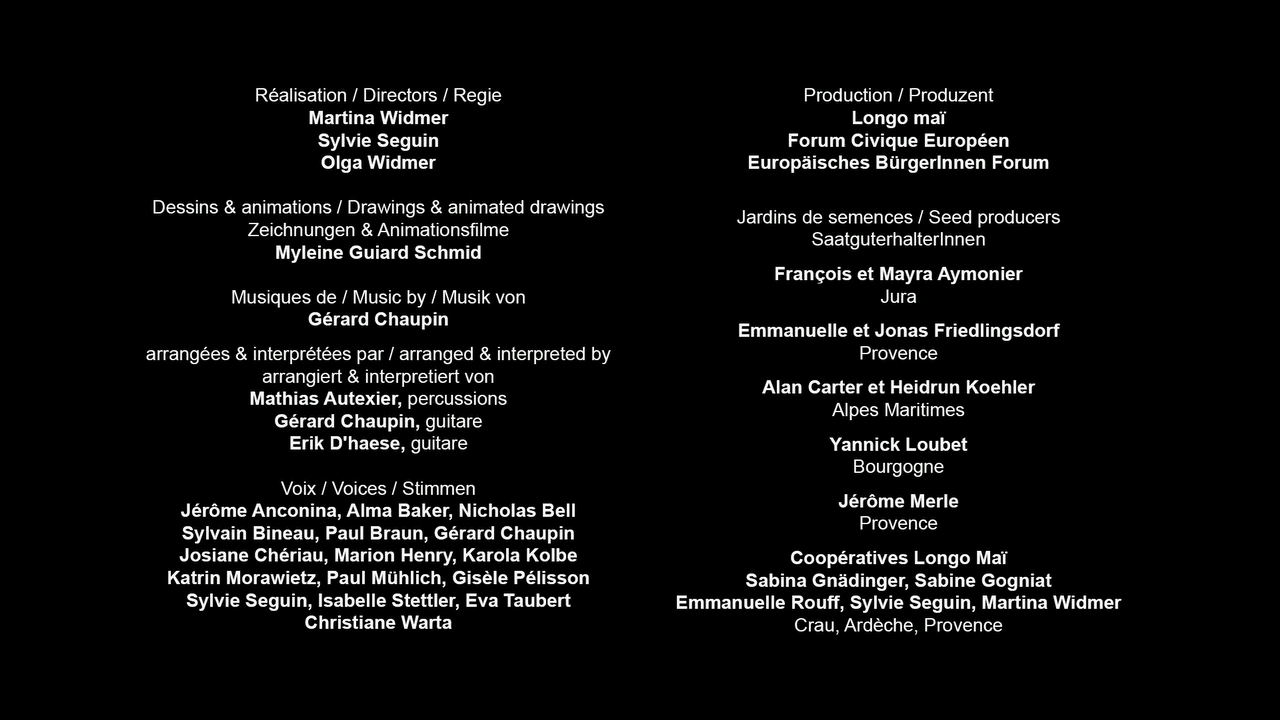 Réalisation / Directors / Regie
Martina Widmer
Sylvie Seguin
Olga Widmer
Dessins & animations / Drawings & animated drawings
Zeichnungen & Animationsfilme
Myleine Guiard Schmid
Musiques de / Music by / Musik von
Gérard Chaupin
arrangées & interprétées par / arranged & interpreted by
arrangiert & interpretiert von
Mathias Autexier, percussions
Gérard Chaupin, guitare
Erik D'haese, guitare
Voix / Voices / Stimmen
Jérôme Anconina, Alma Baker, Nicholas Bell
Sylvain Bineau, Paul Braun, Gérard Chaupin
Josiane Chériau, Marion Henry, Karola Kolbe
Katrin Morawietz, Paul Mühlich, Gisèle Pélisson
Sylvie Seguin, Isabelle Stettler, Eva Taubert
Christiane Warta
Production / Produzent
Longo maï
Forum Civique Européen
Europäisches BürgerInnen Forum
Jardins de semences / Seed producers
SaatguterhalterInnen
François et Mayra Aymonier
Jura
Emmanuelle et Jonas Friedlingsdorf
Provence
Alan Carter et Heidrun Koehler
Alpes Maritimes
Yannick Loubet
Bourgogne
Jérôme Merle
Provence
Coopératives Longo Maï
Sabina Gnädinger, Sabine Gogniat
Emmanuelle Rouff, Sylvie Seguin, Martina Widmer
Crau, Ardèche, Provence